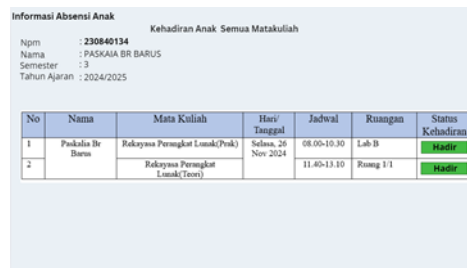 Informasi Absensi Anak
Kehadiran Anak Semua Matakuliah
Npm : 230840134
Nama : PASKAIA BR BARUS
Semester : 3
Tahun Ajaran : 2024/2025
No Nama Mata Kuliah Hari/ Tanggal Jadwal Ruangan Status Kehadiran
1 Paskalia Br Barus Rekayasa Perangkat Lunak(Prak) Selasa, 26 Nov 2024 08.00-10.30 Lab B Hadir
2 Rekayasa Perangkat Lunak(Teori) 11.40-13.10 Ruang 1/1 Hadir